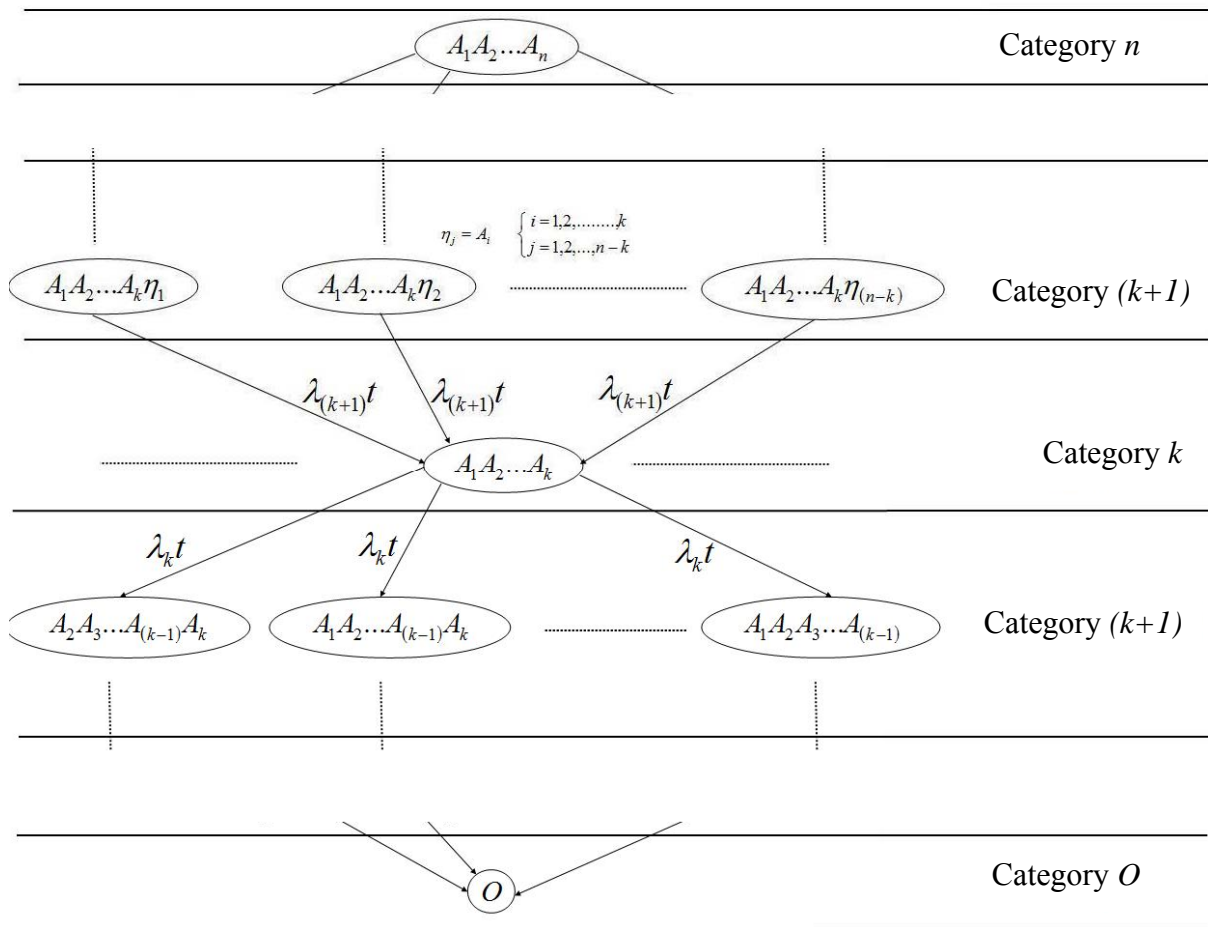 A₁A₂…Aₙ Category n
ηⱼ = Aᵢ { i = 1,2,........,k
j = 1,2,...,n−k
A₁A₂…Aₖη₁ A₁A₂…Aₖη₂ A₁A₂…Aₖη₍ₙ₋ₖ₎ Category (k+1)
λ₍ₖ₊₁₎t λ₍ₖ₊₁₎t λ₍ₖ₊₁₎t
A₁A₂…Aₖ Category k
λₖt λₖt λₖt
A₂A₃…A₍ₖ₋₁₎Aₖ A₁A₂…A₍ₖ₋₁₎Aₖ A₁A₂A₃…A₍ₖ₋₁₎ Category (k+1)
O Category O